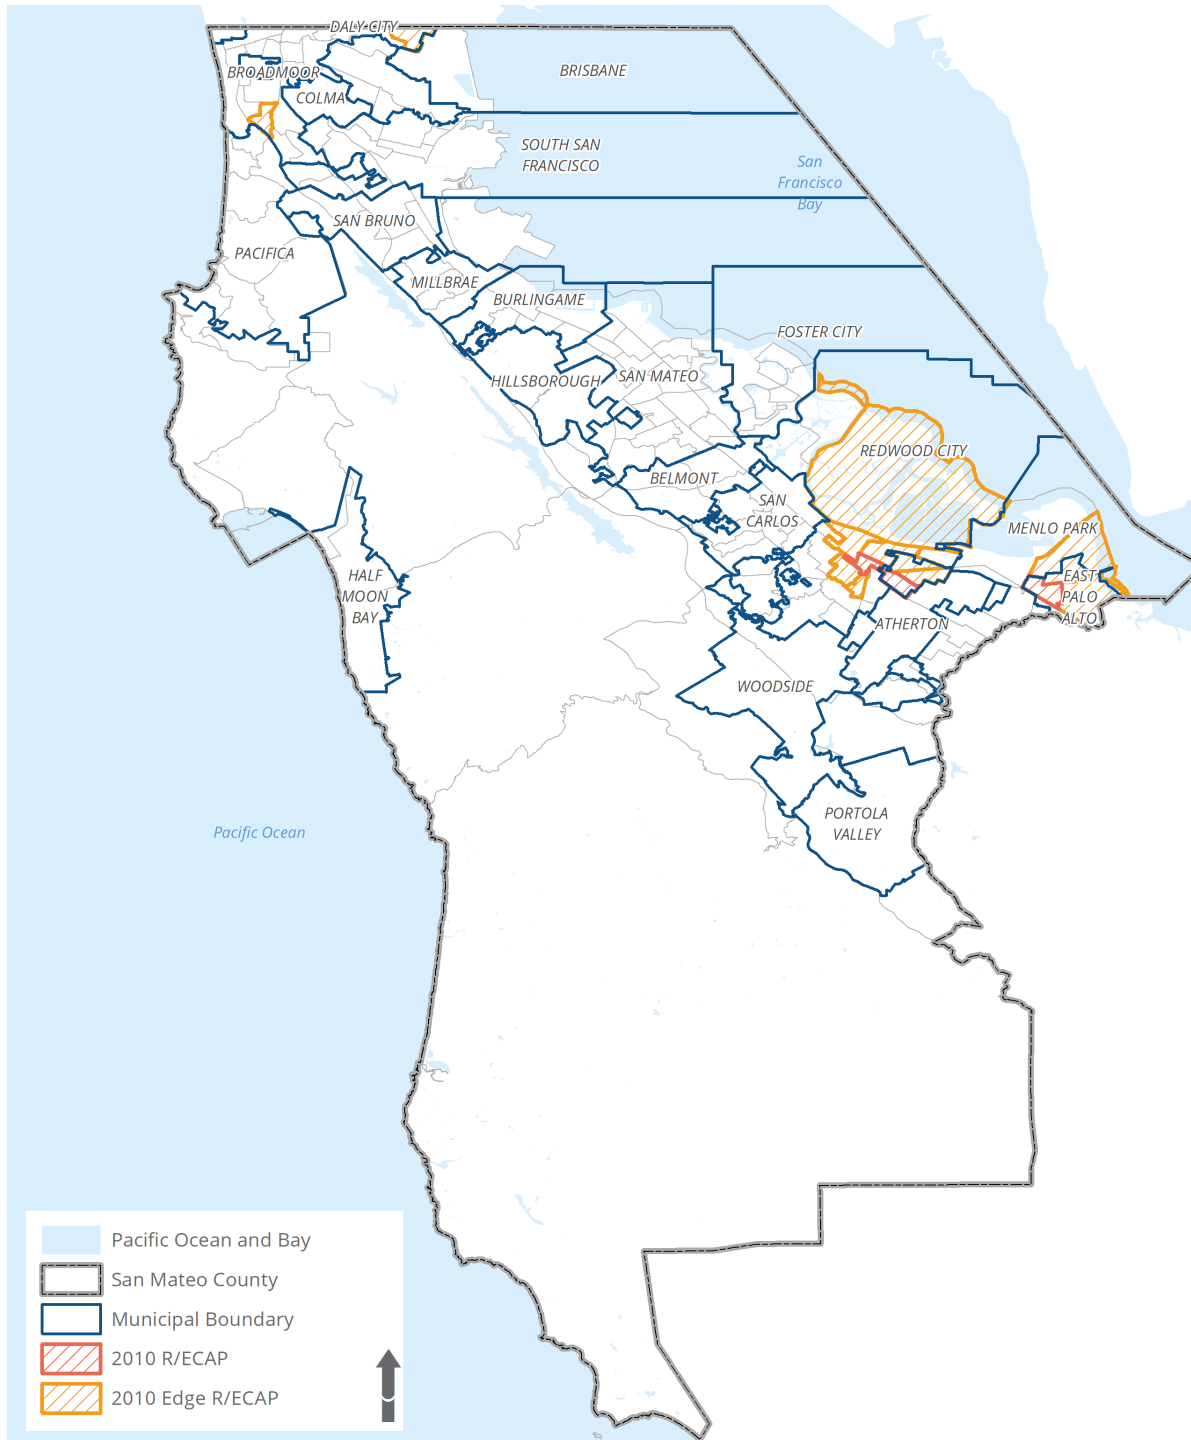 DALY CITY
BRISBANE
BROADMOOR
COLMA
SOUTH SAN
FRANCISCO
San
Francisco
Bay
SAN BRUNO
PACIFICA
MILLBRAE
BURLINGAME
FOSTER CITY
HILLSBOROUGH
SAN MATEO
REDWOOD CITY
BELMONT
SAN
CARLOS
MENLO PARK
HALF
MOON
BAY
EAST
PALO
ALTO
ATHERTON
WOODSIDE
PORTOLA
VALLEY
Pacific Ocean
Pacific Ocean and Bay
San Mateo County
Municipal Boundary
2010 R/ECAP
2010 Edge R/ECAP